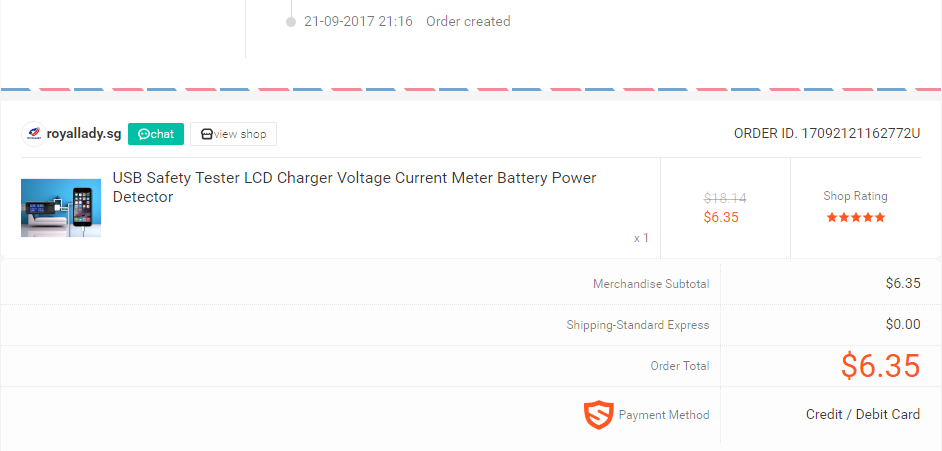 21-09-2017 21:16 Order created
royallady.sg chat view shop ORDER ID. 17092121162772U
USB Safety Tester LCD Charger Voltage Current Meter Battery Power
Detector
x 1
$18.14
$6.35
Shop Rating
Merchandise Subtotal $6.35
Shipping-Standard Express $0.00
Order Total $6.35
Payment Method Credit / Debit Card